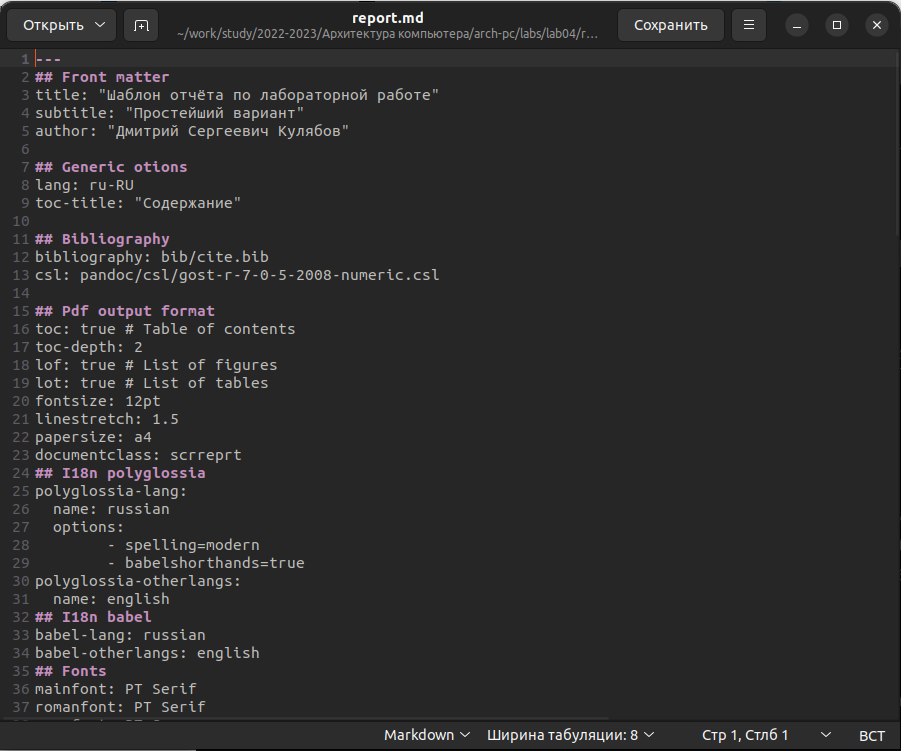 Открыть
report.md
~/work/study/2022-2023/Архитектура компьютера/arch-pc/labs/lab04/r…
Сохранить
1 ---
2 ## Front matter
3 title: "Шаблон отчёта по лабораторной работе"
4 subtitle: "Простейший вариант"
5 author: "Дмитрий Сергеевич Кулябов"
6
7 ## Generic otions
8 lang: ru-RU
9 toc-title: "Содержание"
10
11 ## Bibliography
12 bibliography: bib/cite.bib
13 csl: pandoc/csl/gost-r-7-0-5-2008-numeric.csl
14
15 ## Pdf output format
16 toc: true # Table of contents
17 toc-depth: 2
18 lof: true # List of figures
19 lot: true # List of tables
20 fontsize: 12pt
21 linestretch: 1.5
22 papersize: a4
23 documentclass: scrreprt
24 ## I18n polyglossia
25 polyglossia-lang:
26   name: russian
27   options:
28         - spelling=modern
29         - babelshorthands=true
30 polyglossia-otherlangs:
31   name: english
32 ## I18n babel
33 babel-lang: russian
34 babel-otherlangs: english
35 ## Fonts
36 mainfont: PT Serif
37 romanfont: PT Serif
Markdown
Ширина табуляции: 8
Стр 1, Стлб 1
ВСТ